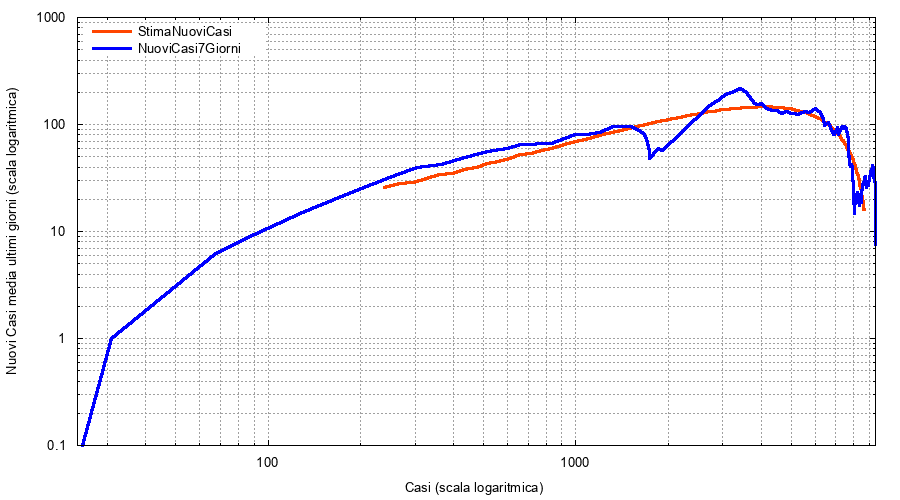 1000
100
10
1
0.1
StimaNuoviCasi
NuoviCasi7Giorni
Nuovi Casi media ultimi giorni (scala logaritmica)
100
1000
Casi (scala logaritmica)